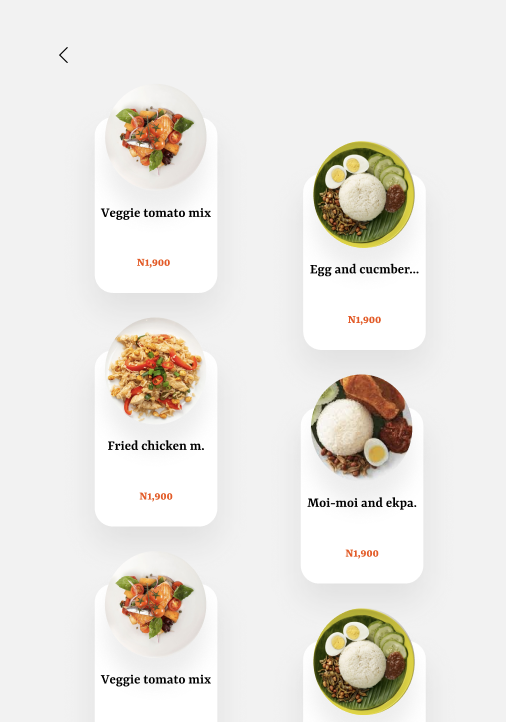 Veggie tomato mix
N1,900
Egg and cucmber...
N1,900
Fried chicken m.
N1,900
Moi-moi and ekpa.
N1,900
Veggie tomato mix